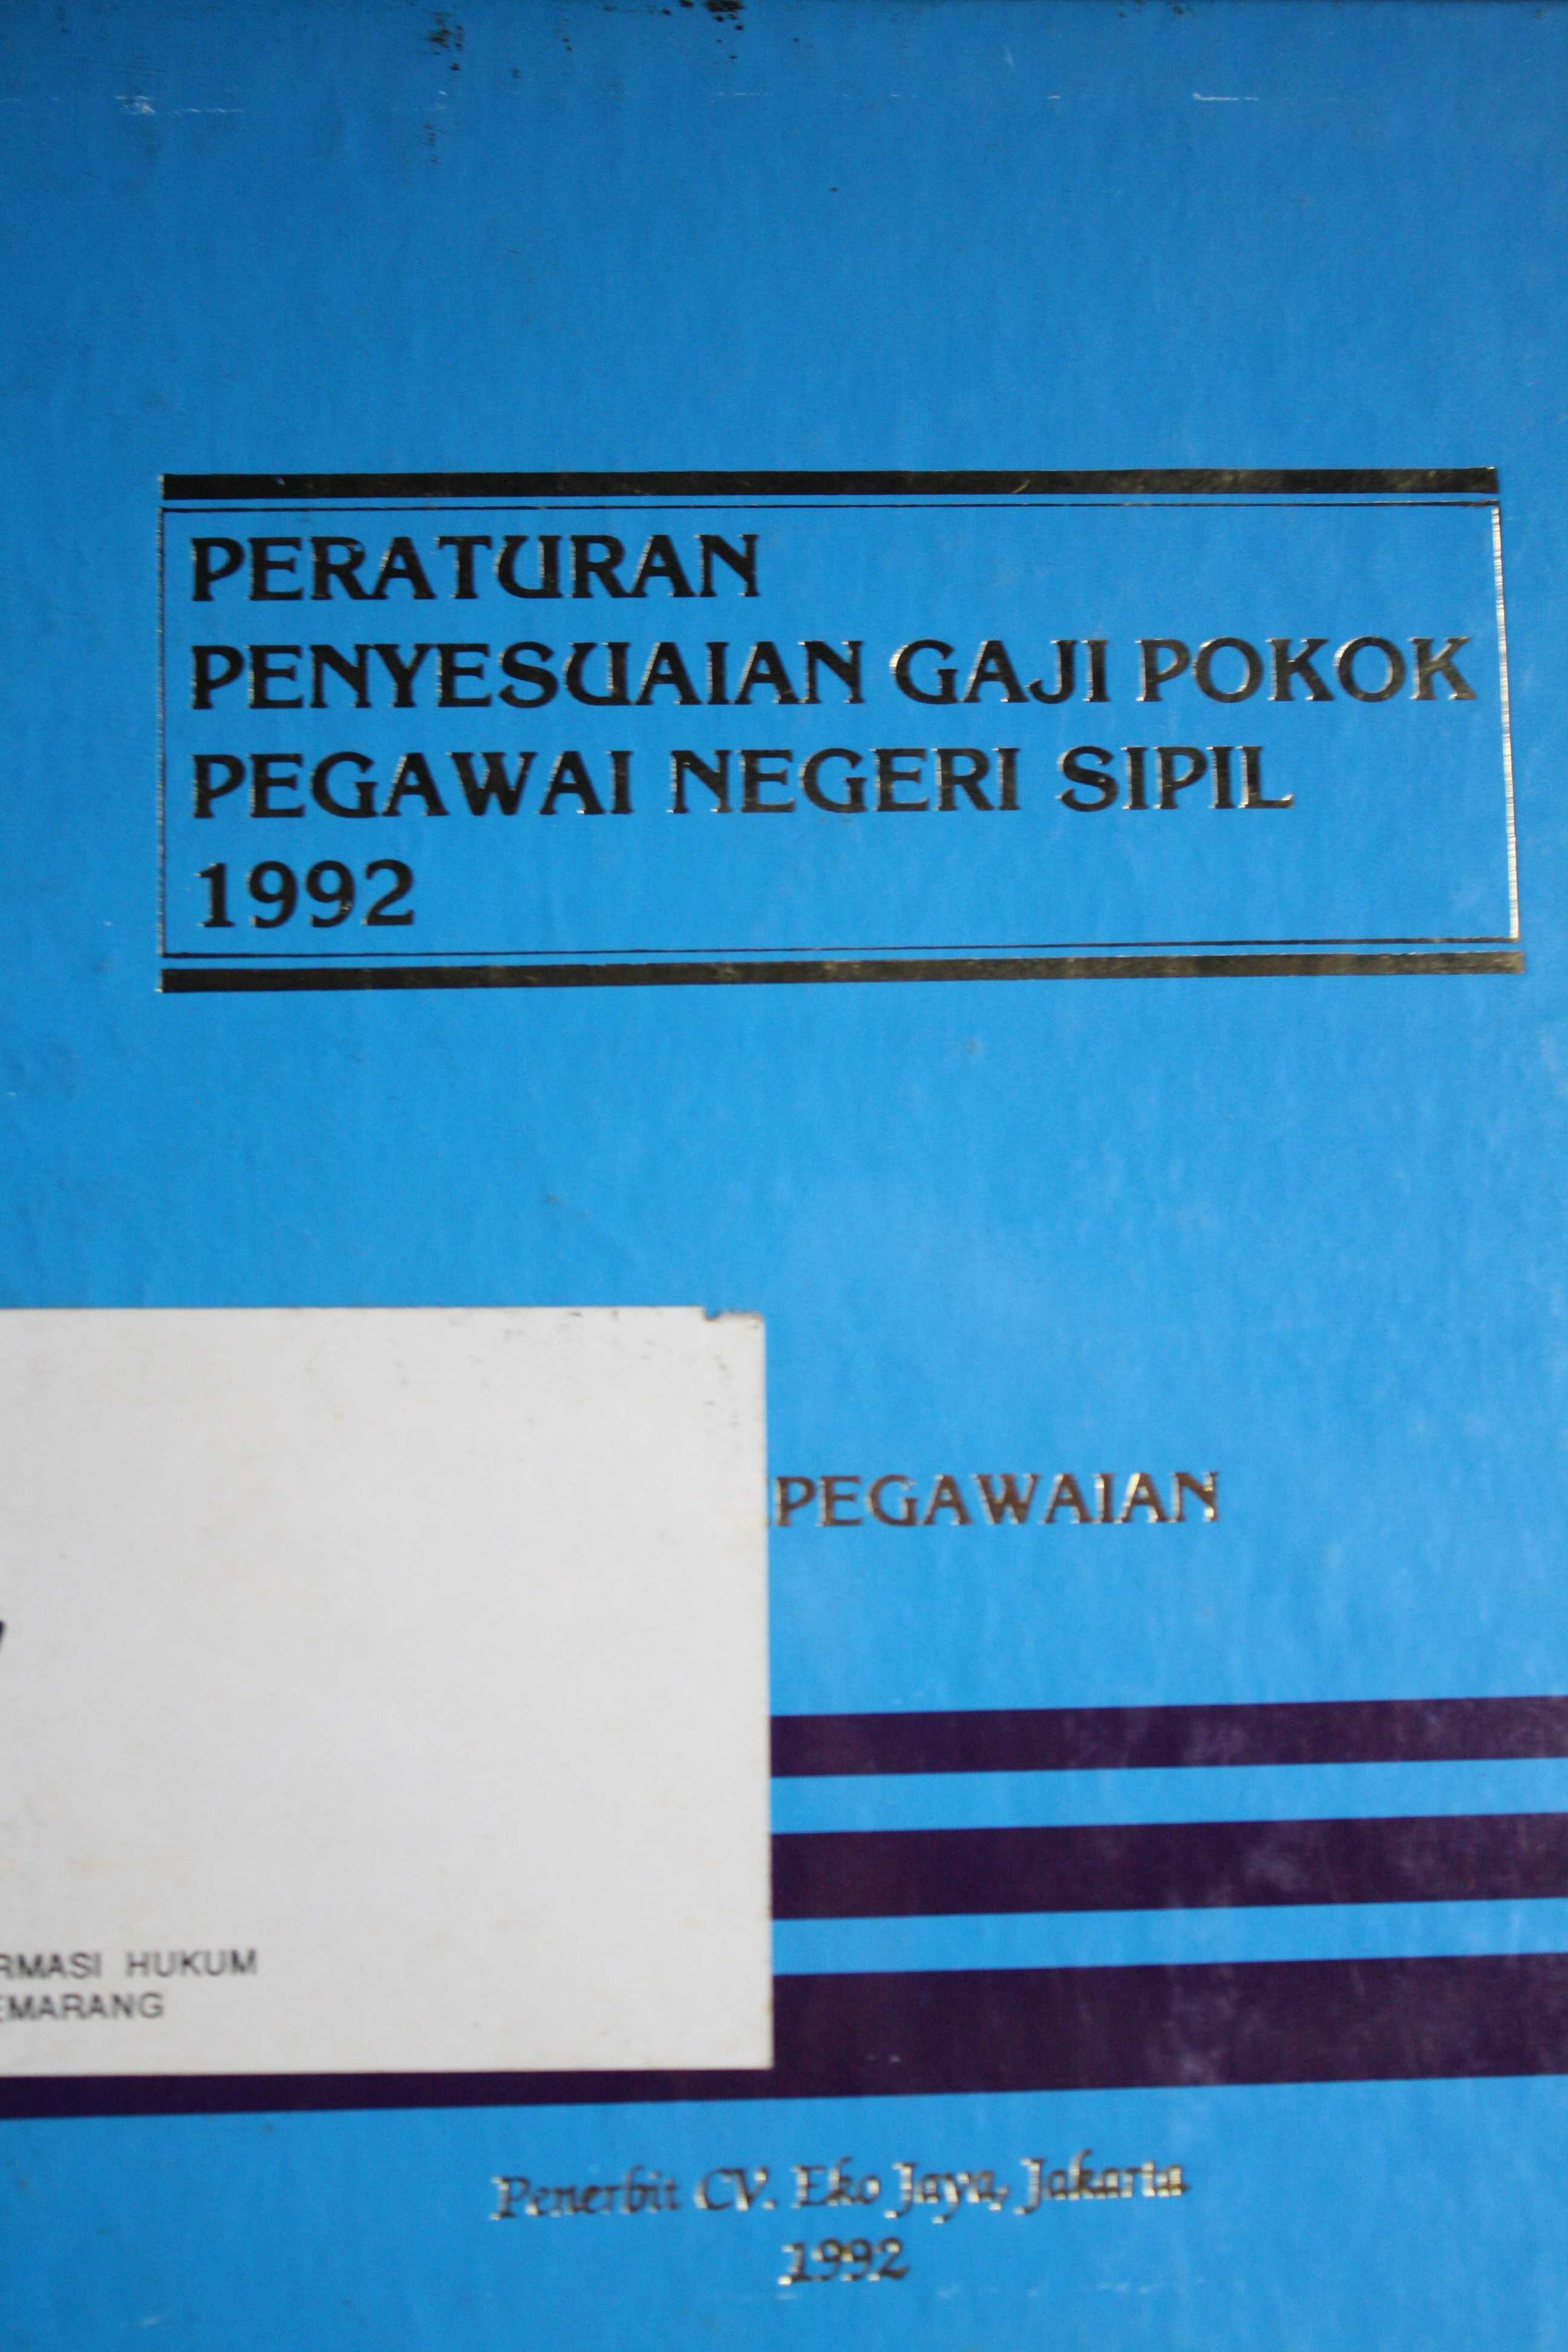 PERATURAN
PENYESUAIAN GAJI POKOK
PEGAWAI NEGERI SIPIL
1992
PEGAWAIAN
RMASI HUKUM
EMARANG
Penerbit CV. Eko Jaya, Jakarta
1992